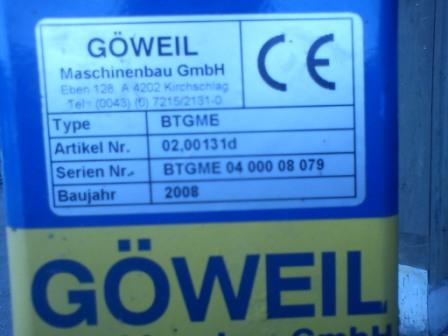 GÖWEIL
Maschinenbau GmbH
Eben 128, A 4202 Kirchschlag
Tel: (0043) (0) 7215/2131-0
CE
Type BTGME
Artikel Nr. 02,00131d
Serien Nr. BTGME 04 000 08 079
Baujahr 2008
GÖWEIL
GmbH